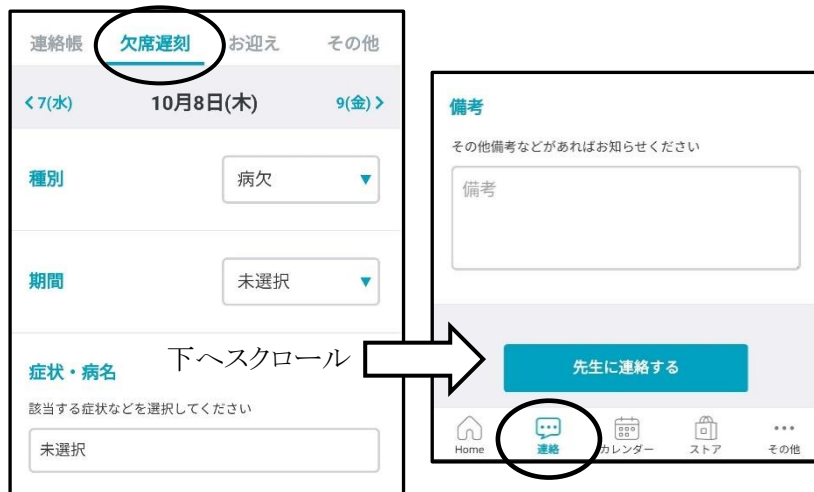 連絡帳 欠席遅刻 お迎え その他
<7(水) 10月8日(木) 9(金)>
種別 病欠 ▼
期間 未選択 ▼
症状・病名
該当する症状などを選択してください
未選択
下へスクロール
備考
その他備考などがあればお知らせください
備考
先生に連絡する
Home 連絡 カレンダー ストア その他